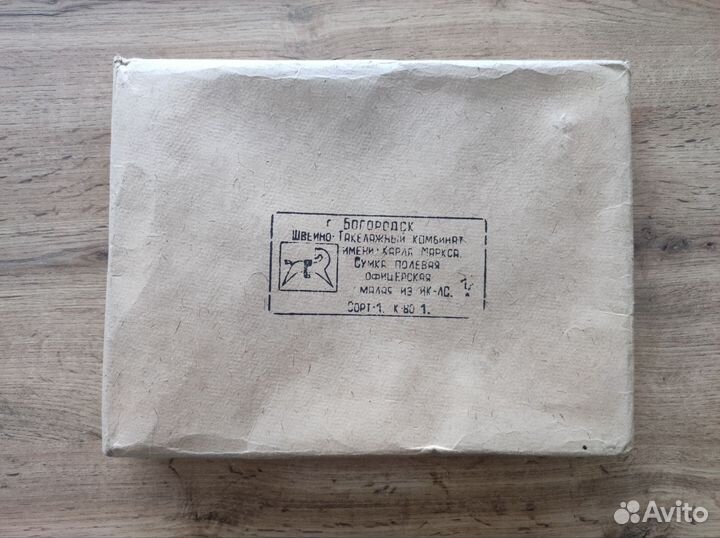 г БОГОРОДСК
ШВЕЙНО-ТАКЕЛАЖНЫЙ КОМБИНАТ
ИМЕНИ КАРЛА МАРКСА
СУМКА ПОЛЕВАЯ
ОФИЦЕРСКАЯ
МАЛАЯ ИЗ ИК-ЛС.
СОРТ-1. К-ВО 1.
Avito